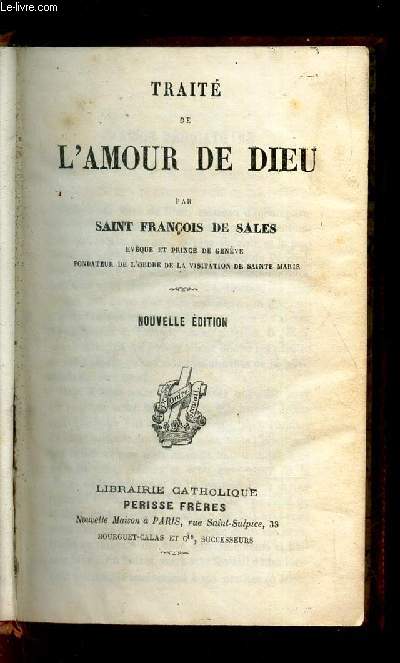 www.le-livre.com
TRAITÉ
DE
L'AMOUR DE DIEU
PAR
SAINT FRANÇOIS DE SALES
ÉVÊQUE ET PRINCE DE GENÈVE
FONDATEUR DE L'ORDRE DE LA VISITATION DE SAINTE MARIE
NOUVELLE ÉDITION
LIBRAIRIE CATHOLIQUE
PERISSE FRÈRES
Nouvelle Maison à PARIS, rue Saint-Sulpice, 38
BOURGUET-CALAS ET Cie, SUCCESSEURS